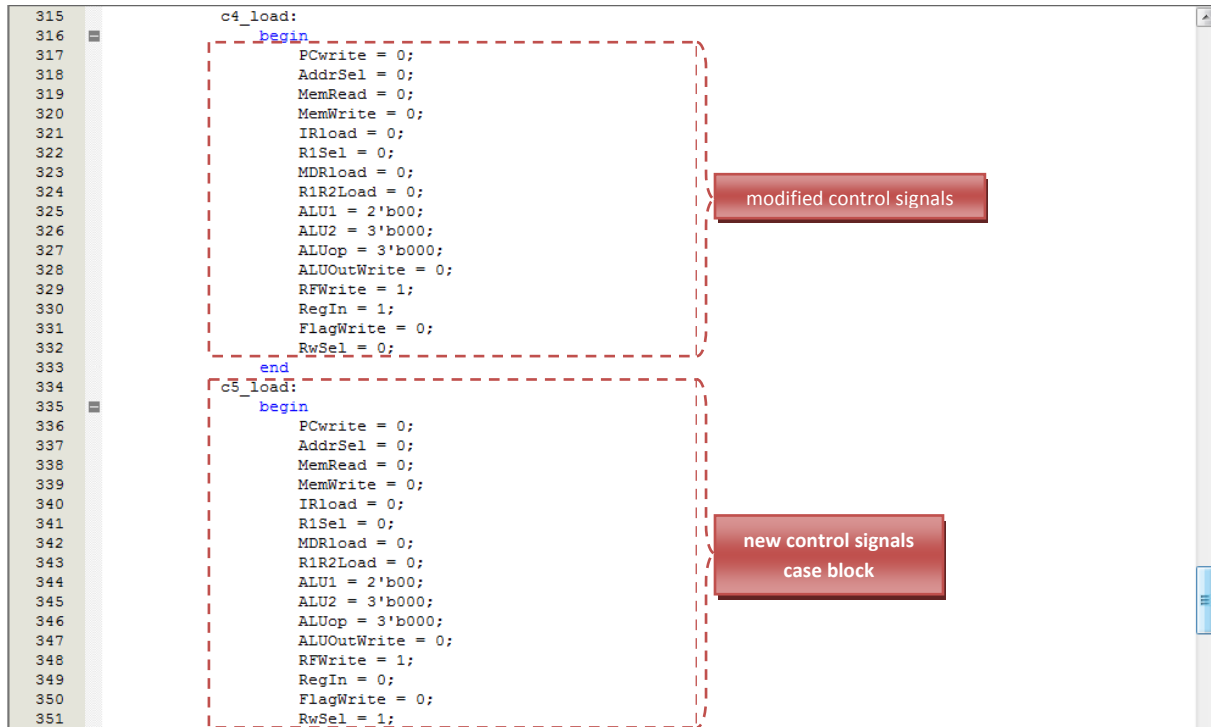 315 c4_load:
316 begin
317 PCwrite = 0;
318 AddrSel = 0;
319 MemRead = 0;
320 MemWrite = 0;
321 IRload = 0;
322 R1Sel = 0;
323 MDRload = 0;
324 R1R2Load = 0;
325 ALU1 = 2'b00;
326 ALU2 = 3'b000;
327 ALUop = 3'b000;
328 ALUOutWrite = 0;
329 RFWrite = 1;
330 RegIn = 1;
331 FlagWrite = 0;
332 RwSel = 0;
modified control signals
333 end
334 c5_load:
335 begin
336 PCwrite = 0;
337 AddrSel = 0;
338 MemRead = 0;
339 MemWrite = 0;
340 IRload = 0;
341 R1Sel = 0;
342 MDRload = 0;
343 R1R2Load = 0;
344 ALU1 = 2'b00;
345 ALU2 = 3'b000;
346 ALUop = 3'b000;
347 ALUOutWrite = 0;
348 RFWrite = 1;
349 RegIn = 0;
350 FlagWrite = 0;
351 RwSel = 1;
new control signals
case block